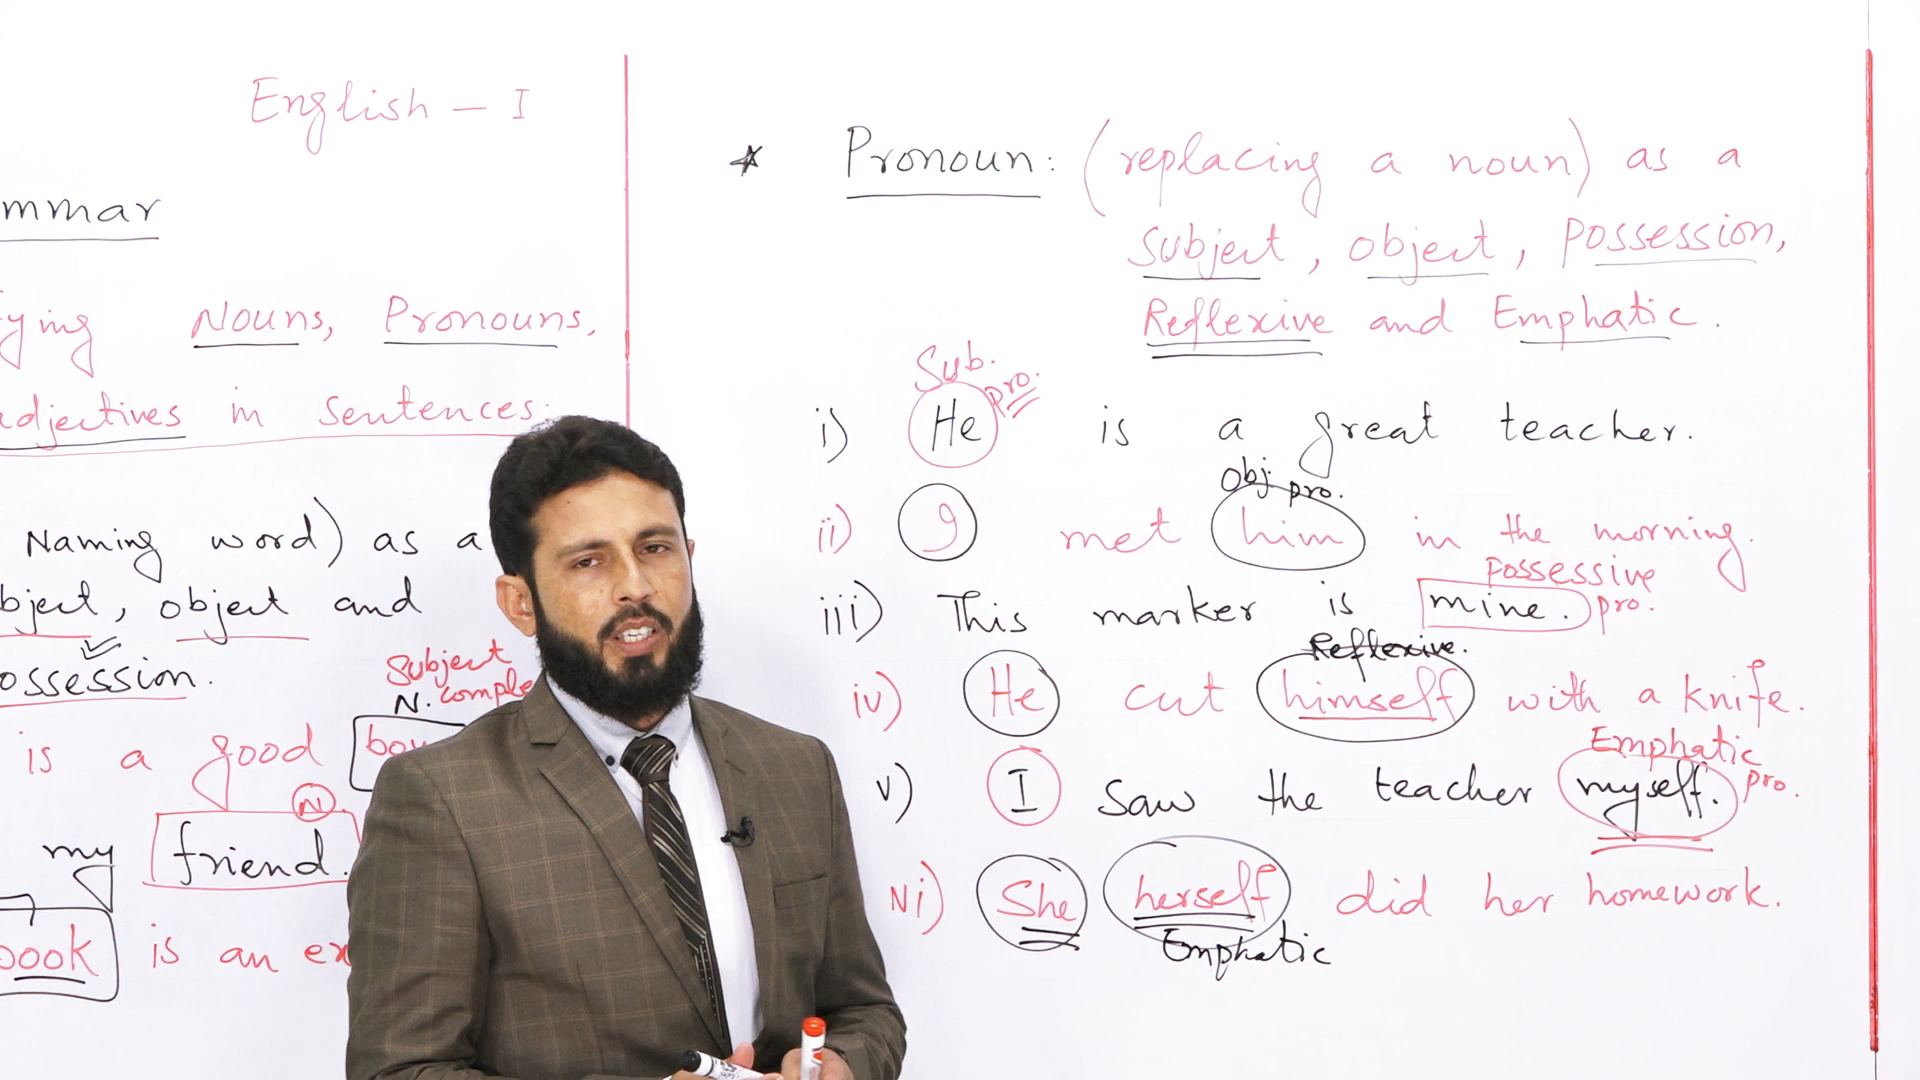 English – I
mmar
ying Nouns, Pronouns,
adjectives in sentences.
Naming word) as a
bject, object and
ossession.
Subject
N. comple
is a good boy
N
my friend.
book is an ex
* Pronoun: (replacing a noun) as a
Subject, object, possession,
Reflexive and Emphatic.
Sub. pro.
i) He is a great teacher.
Obj. pro.
ii) I met him in the morning.
possessive
iii) This marker is mine. pro.
Reflexive.
iv) He cut himself with a knife.
Emphatic
v) I saw the teacher myself. pro.
vi) She herself did her homework.
Emphatic